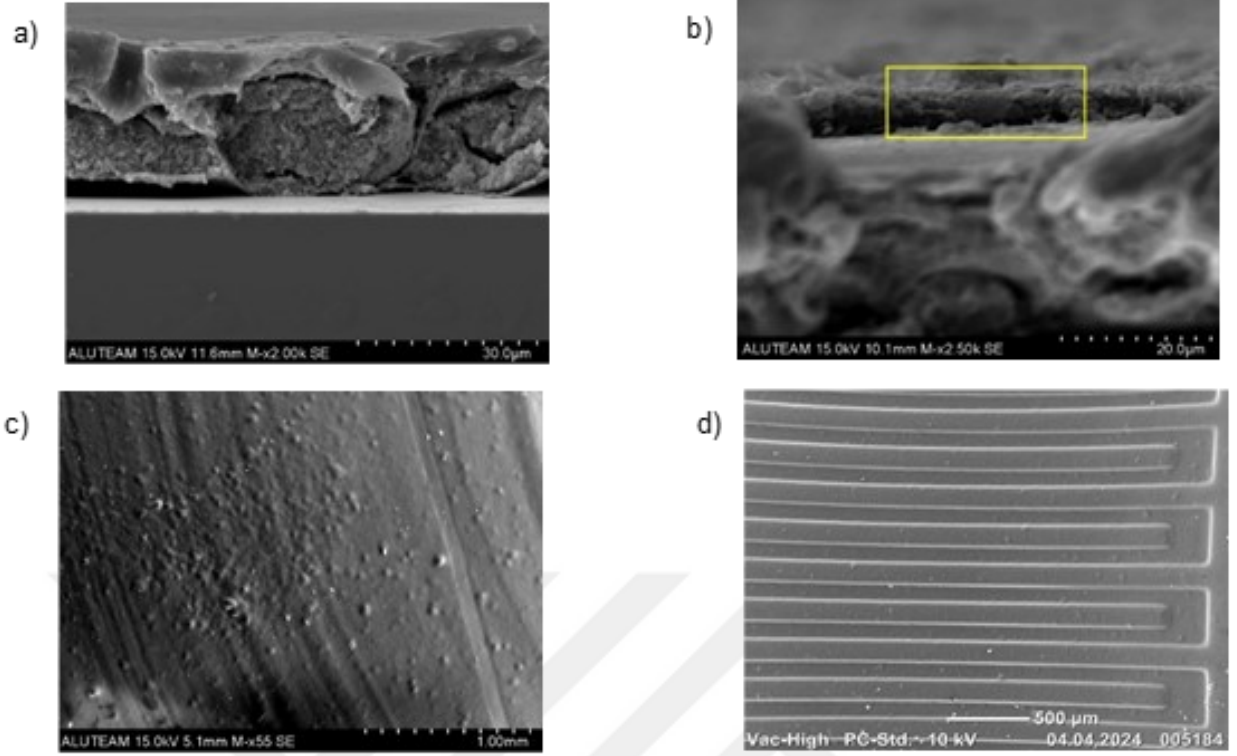 a)
b)
ALUTEAM 15.0kV 11.6mm M-x2.00k SE 30.0µm
ALUTEAM 15.0kV 10.1mm M-x2.50k SE 20.0µm
c)
d)
ALUTEAM 15.0kV 5.1mm M-x55 SE 1.00mm
500 µm
Vac-High PC-Std. - 10 kV 04.04.2024 005184